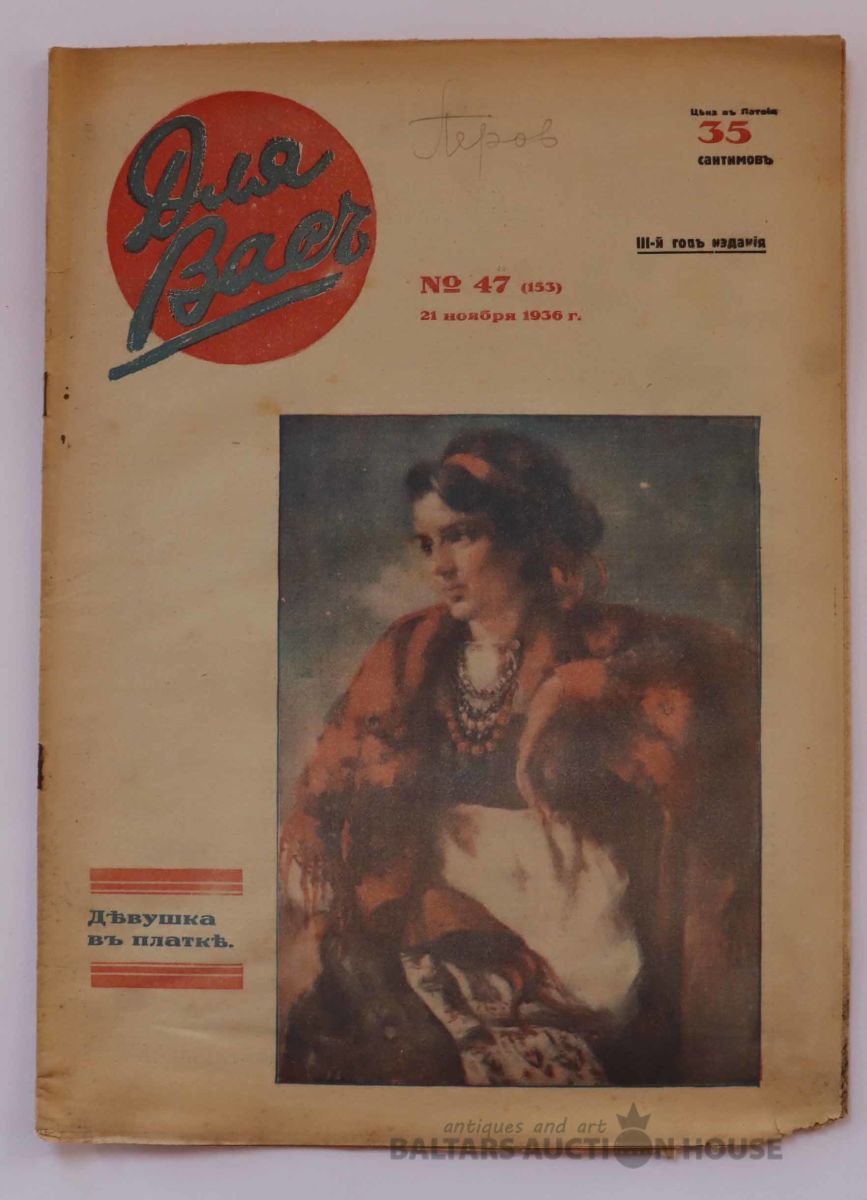 Для
Васъ
Перов
Цѣна въ Латвіи
35
сантимовъ
III-й годъ изданія
№ 47 (153)
21 ноября 1936 г.
Дѣвушка
въ платкѣ.
antiques and art
BALTARS AUCTION HOUSE